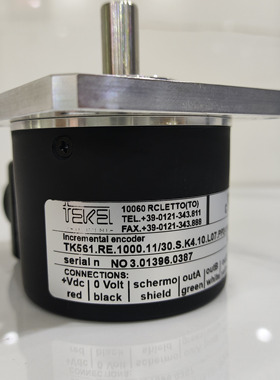 TEKEL
10060 RCLETTO(TO)
TEL.+39-0121-343.811
FAX.+39-0121-343.888
Incremental encoder
TK561.RE.1000.11/30.S.K4.10.L07
serial n NO 3.01396.0387
CONNECTIONS:
+Vdc 0 Volt schermo outA outB
red black shield green white